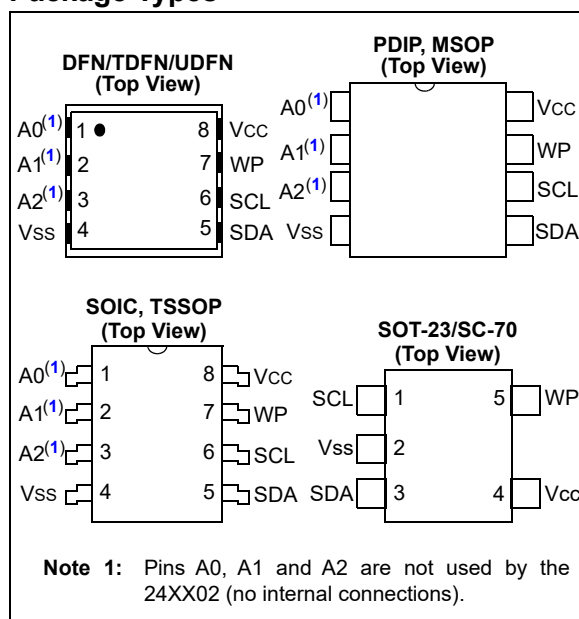 Package Types
DFN/TDFN/UDFN
(Top View)
A0(1) 1 8 VCC
A1(1) 2 7 WP
A2(1) 3 6 SCL
VSS 4 5 SDA
PDIP, MSOP
(Top View)
A0(1) VCC
A1(1) WP
A2(1) SCL
VSS SDA
SOIC, TSSOP
(Top View)
A0(1) 1 8 VCC
A1(1) 2 7 WP
A2(1) 3 6 SCL
VSS 4 5 SDA
SOT-23/SC-70
(Top View)
SCL 1 5 WP
Vss 2
SDA 3 4 Vcc
Note 1: Pins A0, A1 and A2 are not used by the
24XX02 (no internal connections).